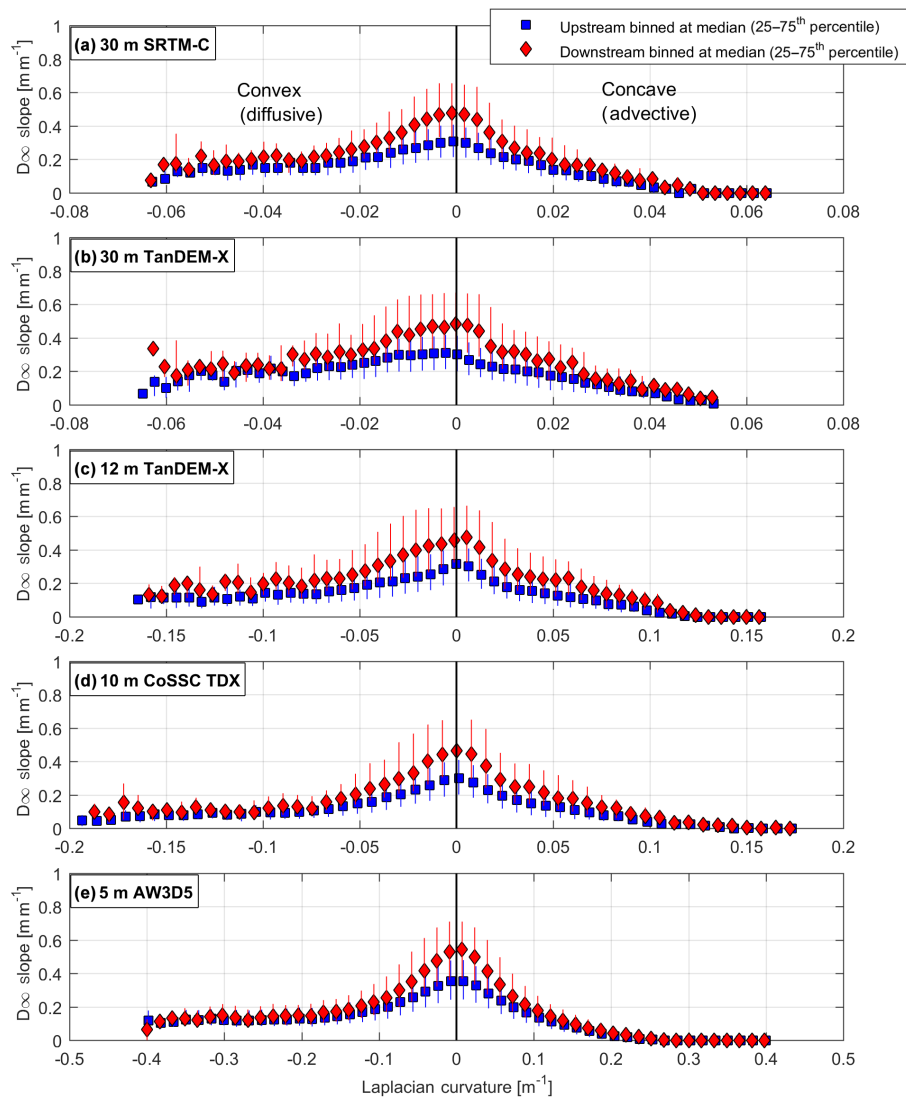 Upstream binned at median (25–75th percentile)
Downstream binned at median (25–75th percentile)
(a) 30 m SRTM-C
Convex
(diffusive)
Concave
(advective)
D∞ slope [mm-1]
1
0.8
0.6
0.4
0.2
0
-0.08 -0.06 -0.04 -0.02 0 0.02 0.04 0.06 0.08
(b) 30 m TanDEM-X
D∞ slope [mm-1]
1
0.8
0.6
0.4
0.2
0
-0.08 -0.06 -0.04 -0.02 0 0.02 0.04 0.06 0.08
(c) 12 m TanDEM-X
D∞ slope [mm-1]
1
0.8
0.6
0.4
0.2
0
-0.2 -0.15 -0.1 -0.05 0 0.05 0.1 0.15 0.2
(d) 10 m CoSSC TDX
D∞ slope [mm-1]
1
0.8
0.6
0.4
0.2
0
-0.2 -0.15 -0.1 -0.05 0 0.05 0.1 0.15 0.2
(e) 5 m AW3D5
D∞ slope [mm-1]
1
0.8
0.6
0.4
0.2
0
-0.5 -0.4 -0.3 -0.2 -0.1 0 0.1 0.2 0.3 0.4 0.5
Laplacian curvature [m-1]